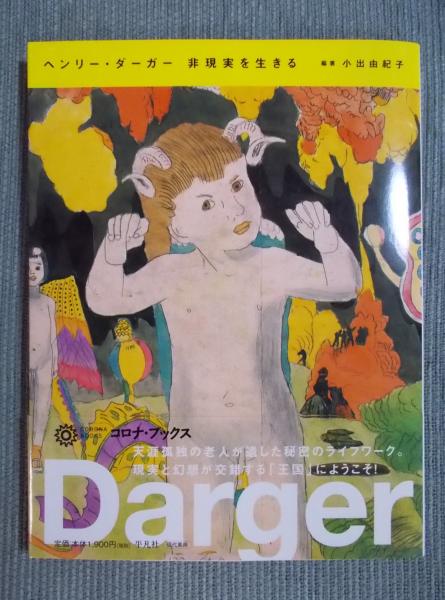 ヘンリー・ダーガー 非現実を生きる
編著 小出由紀子
CORONA BOOKS
コロナ・ブックス
天涯孤独の老人が遺した秘密のライフワーク。
現実と幻想が交錯する「王国」にようこそ!
Darger
定価:本体1,900円(税別) 平凡社